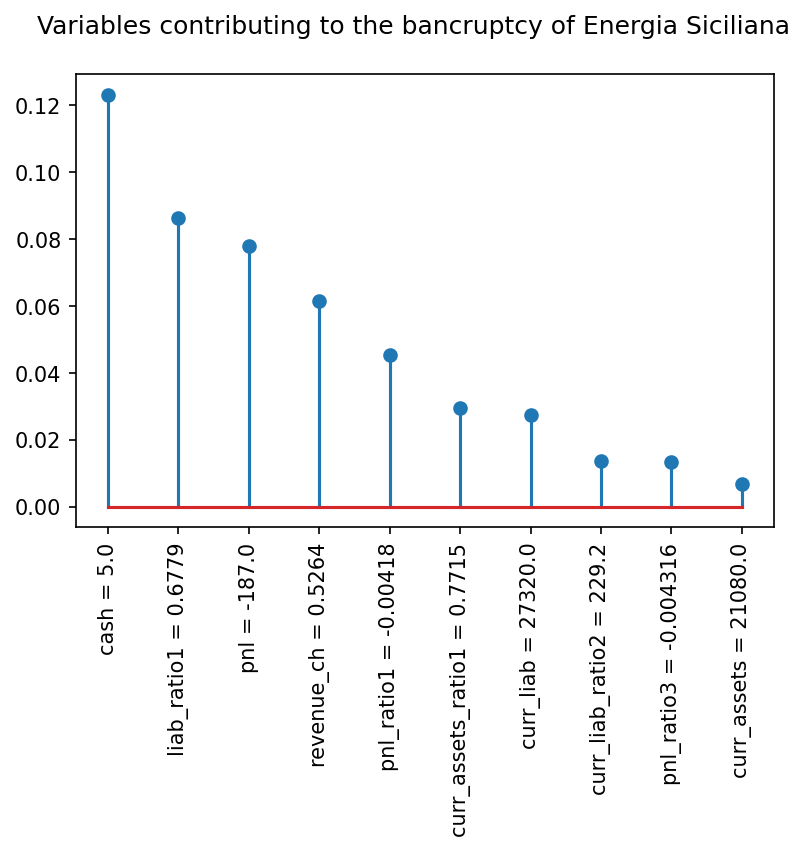 Variables contributing to the bancruptcy of Energia Siciliana
0.12
0.10
0.08
0.06
0.04
0.02
0.00
cash = 5.0
liab_ratio1 = 0.6779
pnl = -187.0
revenue_ch = 0.5264
pnl_ratio1 = -0.00418
curr_assets_ratio1 = 0.7715
curr_liab = 27320.0
curr_liab_ratio2 = 229.2
pnl_ratio3 = -0.004316
curr_assets = 21080.0